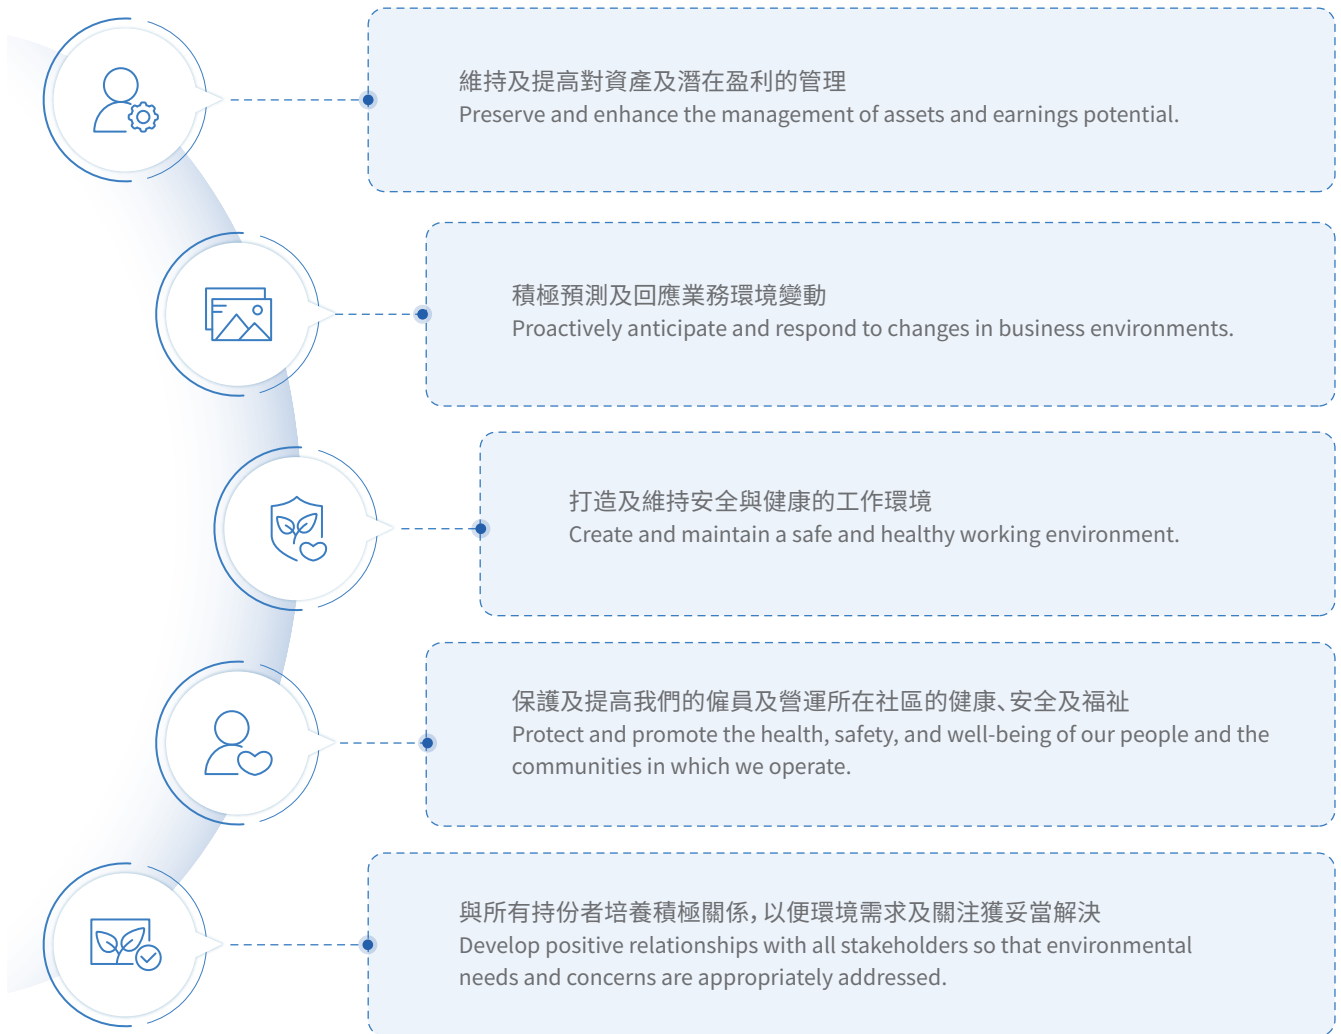 維持及提高對資產及潛在盈利的管理
Preserve and enhance the management of assets and earnings potential.
積極預測及回應業務環境變動
Proactively anticipate and respond to changes in business environments.
打造及維持安全與健康的工作環境
Create and maintain a safe and healthy working environment.
保護及提高我們的僱員及營運所在社區的健康、安全及福祉
Protect and promote the health, safety, and well-being of our people and the
communities in which we operate.
與所有持份者培養積極關係，以便環境需求及關注獲妥當解決
Develop positive relationships with all stakeholders so that environmental
needs and concerns are appropriately addressed.